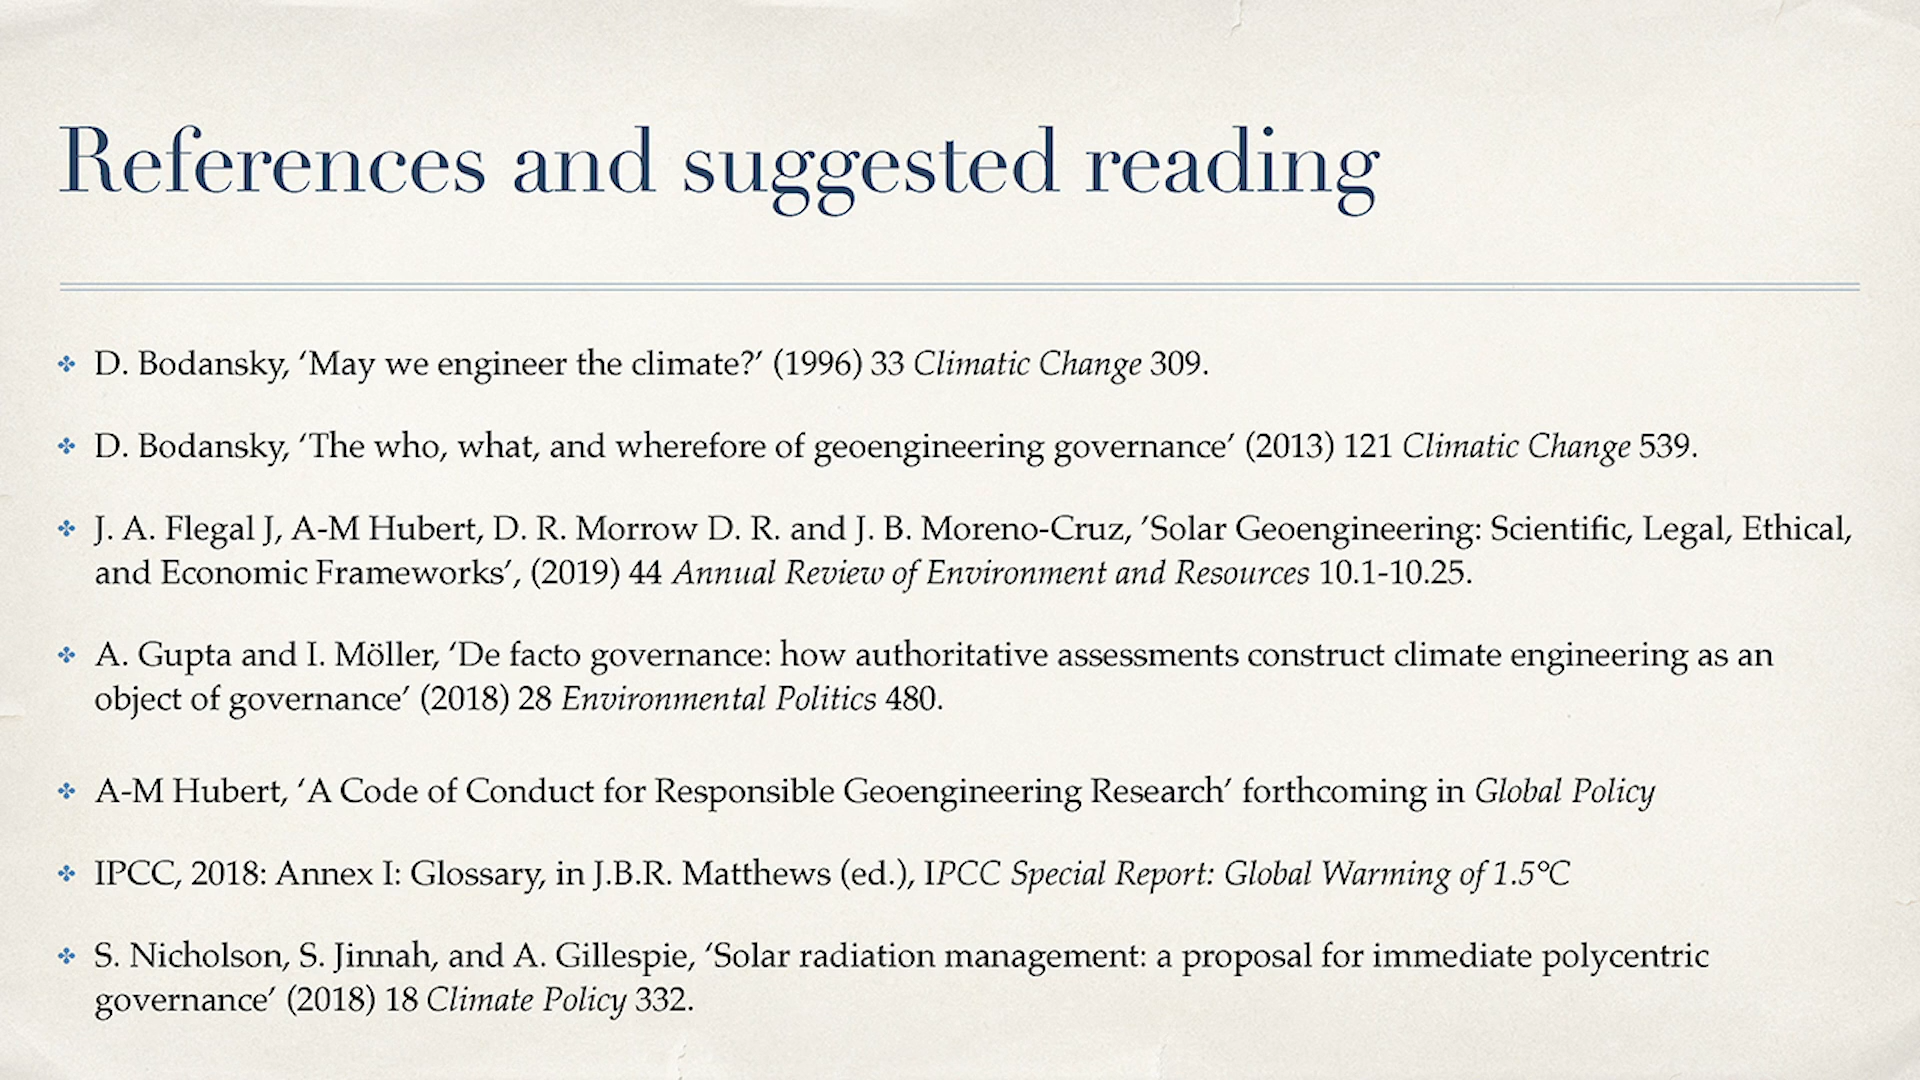 References and suggested reading
D. Bodansky, ‘May we engineer the climate?’ (1996) 33 Climatic Change 309.
D. Bodansky, ‘The who, what, and wherefore of geoengineering governance’ (2013) 121 Climatic Change 539.
J. A. Flegal J, A-M Hubert, D. R. Morrow D. R. and J. B. Moreno-Cruz, ’Solar Geoengineering: Scientific, Legal, Ethical,
and Economic Frameworks’, (2019) 44 Annual Review of Environment and Resources 10.1-10.25.
A. Gupta and I. Möller, ‘De facto governance: how authoritative assessments construct climate engineering as an
object of governance’ (2018) 28 Environmental Politics 480.
A-M Hubert, ‘A Code of Conduct for Responsible Geoengineering Research’ forthcoming in Global Policy
IPCC, 2018: Annex I: Glossary, in J.B.R. Matthews (ed.), IPCC Special Report: Global Warming of 1.5°C
S. Nicholson, S. Jinnah, and A. Gillespie, ‘Solar radiation management: a proposal for immediate polycentric
governance’ (2018) 18 Climate Policy 332.